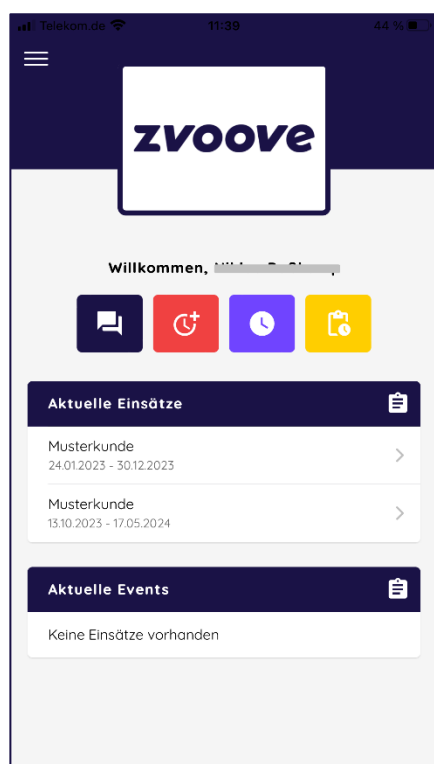 Telekom.de 11:39 44 %
zvoove
Willkommen,
Aktuelle Einsätze
Musterkunde
24.01.2023 - 30.12.2023
Musterkunde
13.10.2023 - 17.05.2024
Aktuelle Events
Keine Einsätze vorhanden